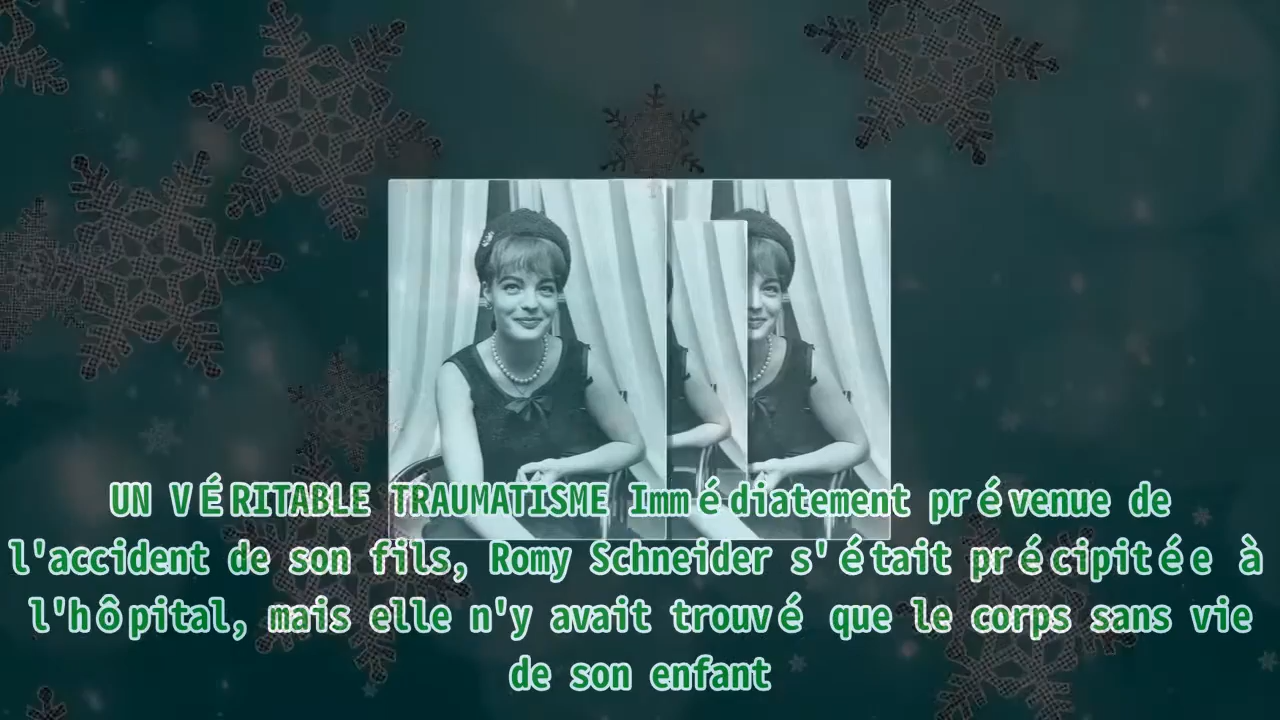 UN VÉRITABLE TRAUMATISME Immédiatement prévenue de
l'accident de son fils, Romy Schneider s'était précipitée à
l'hôpital, mais elle n'y avait trouvé que le corps sans vie
de son enfant